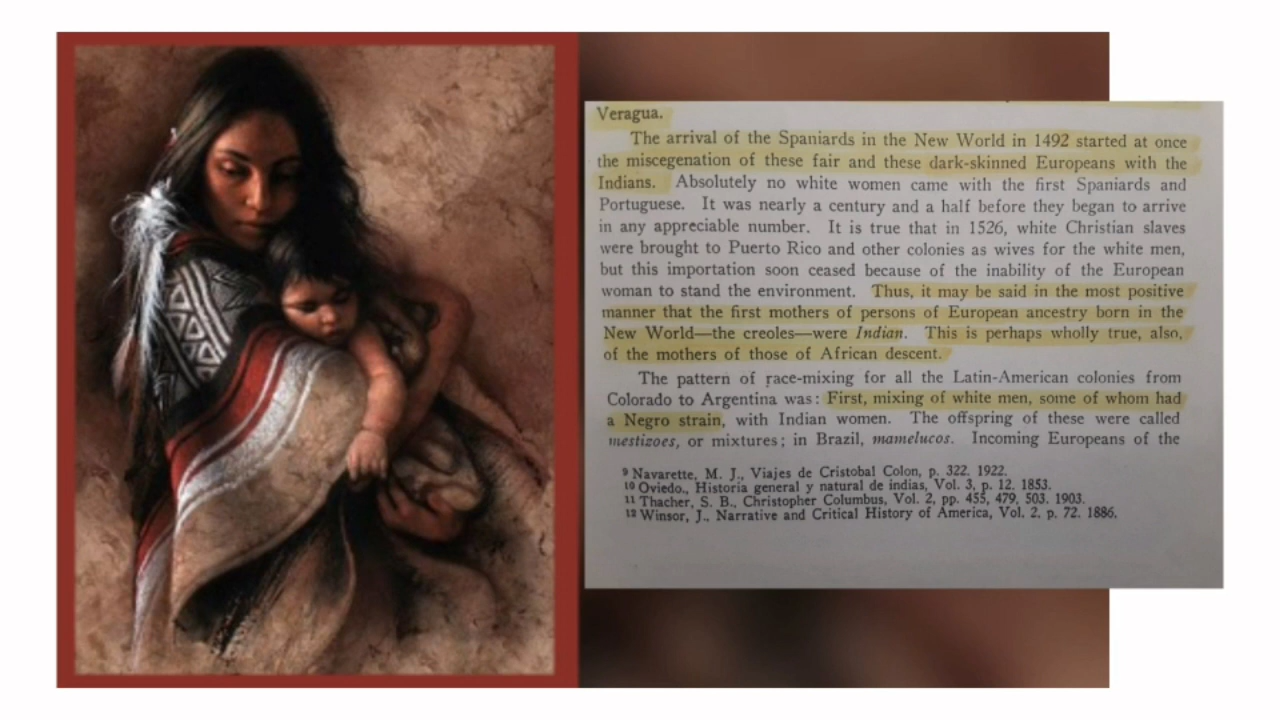 Veragua.
The arrival of the Spaniards in the New World in 1492 started at once
the miscegenation of these fair and these dark-skinned Europeans with the
Indians. Absolutely no white women came with the first Spaniards and
Portuguese. It was nearly a century and a half before they began to arrive
in any appreciable number. It is true that in 1526, white Christian slaves
were brought to Puerto Rico and other colonies as wives for the white men,
but this importation soon ceased because of the inability of the European
woman to stand the environment. Thus, it may be said in the most positive
manner that the first mothers of persons of European ancestry born in the
New World—the creoles—were Indian. This is perhaps wholly true, also,
of the mothers of those of African descent.
The pattern of race-mixing for all the Latin-American colonies from
Colorado to Argentina was: First, mixing of white men, some of whom had
a Negro strain, with Indian women. The offspring of these were called
mestizoes, or mixtures; in Brazil, mamelucos. Incoming Europeans of the
9 Navarette, M. J., Viajes de Cristobal Colon, p. 322. 1922.
10 Oviedo., Historia general y natural de indias, Vol. 3, p. 12. 1853.
11 Thacher, S. B., Christopher Columbus, Vol. 2, pp. 455, 479, 503. 1903.
12 Winsor, J., Narrative and Critical History of America, Vol. 2, p. 72. 1886.